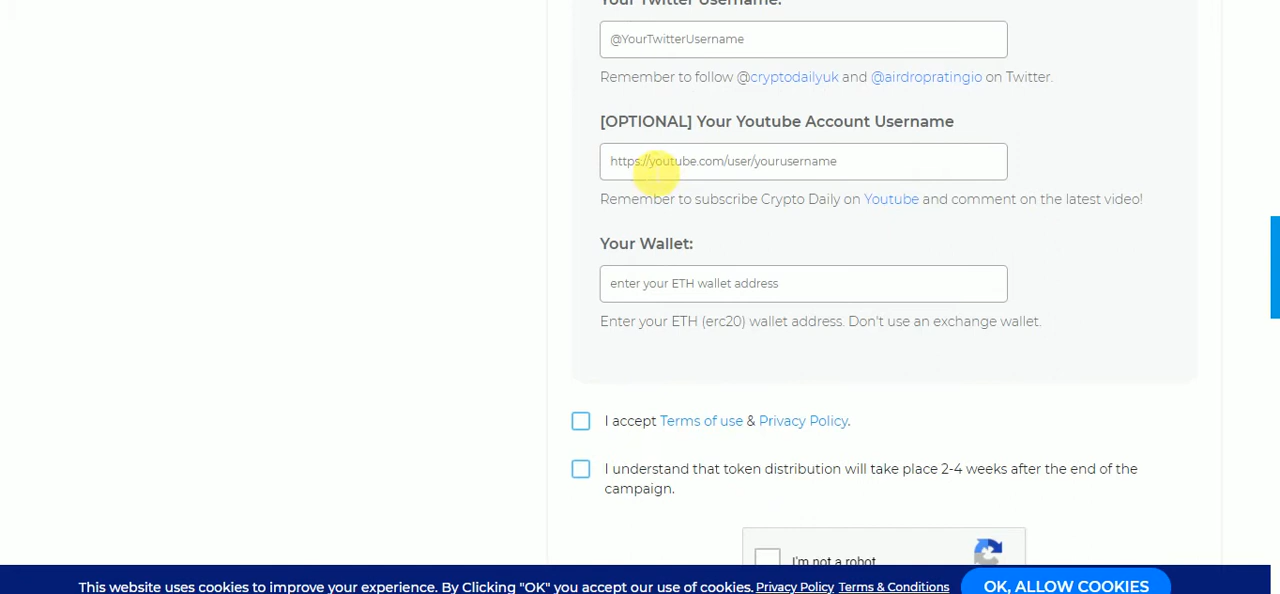 Your Twitter Username:
@YourTwitterUsername
Remember to follow @cryptodailyuk and @airdropratingio on Twitter.
[OPTIONAL] Your Youtube Account Username
https://youtube.com/user/yourusername
Remember to subscribe Crypto Daily on Youtube and comment on the latest video!
Your Wallet:
enter your ETH wallet address
Enter your ETH (erc20) wallet address. Don't use an exchange wallet.
I accept Terms of use & Privacy Policy.
I understand that token distribution will take place 2-4 weeks after the end of the
campaign.
I'm not a robot
This website uses cookies to improve your experience. By Clicking "OK" you accept our use of cookies. Privacy Policy Terms & Conditions OK, ALLOW COOKIES